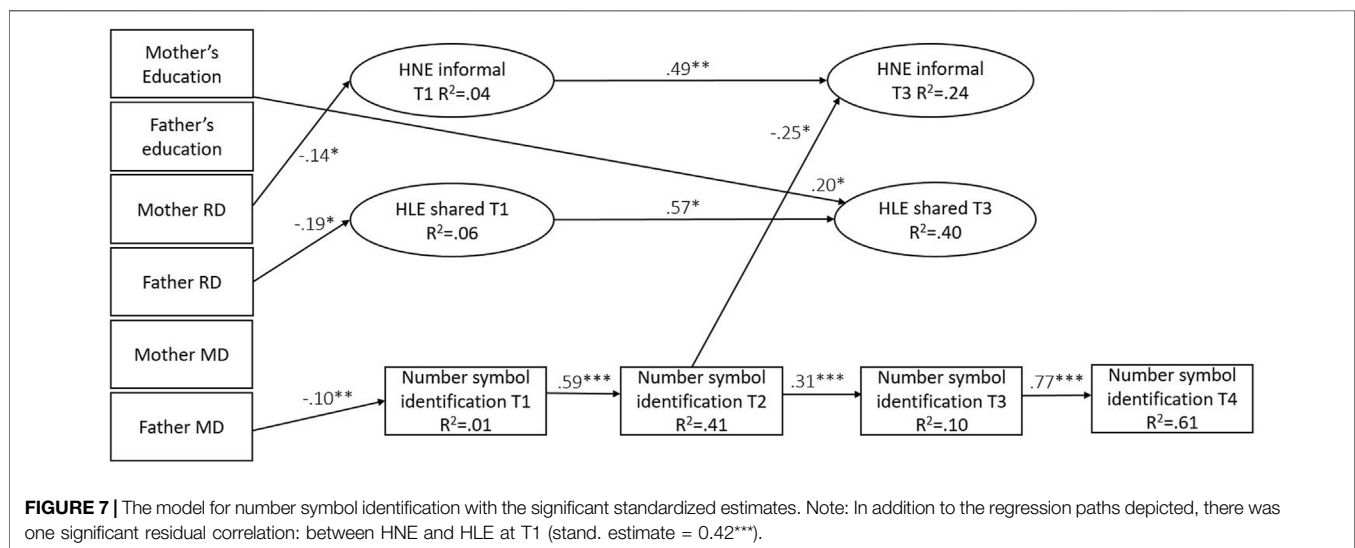 Mother's
Education
Father's
education
Mother RD
Father RD
Mother MD
Father MD
HNE informal
T1 R²=.04
.49**
HNE informal
T3 R²=.24
-.14*
-.25*
.20*
HLE shared T1
R²=.06
-.19*
.57*
HLE shared T3
R²=.40
-.10**
Number symbol
identification T1
R²=.01
.59***
Number symbol
identification T2
R²=.41
.31***
Number symbol
identification T3
R²=.10
.77***
Number symbol
identification T4
R²=.61
FIGURE 7 | The model for number symbol identification with the significant standardized estimates. Note: In addition to the regression paths depicted, there was
one significant residual correlation: between HNE and HLE at T1 (stand. estimate = 0.42***).